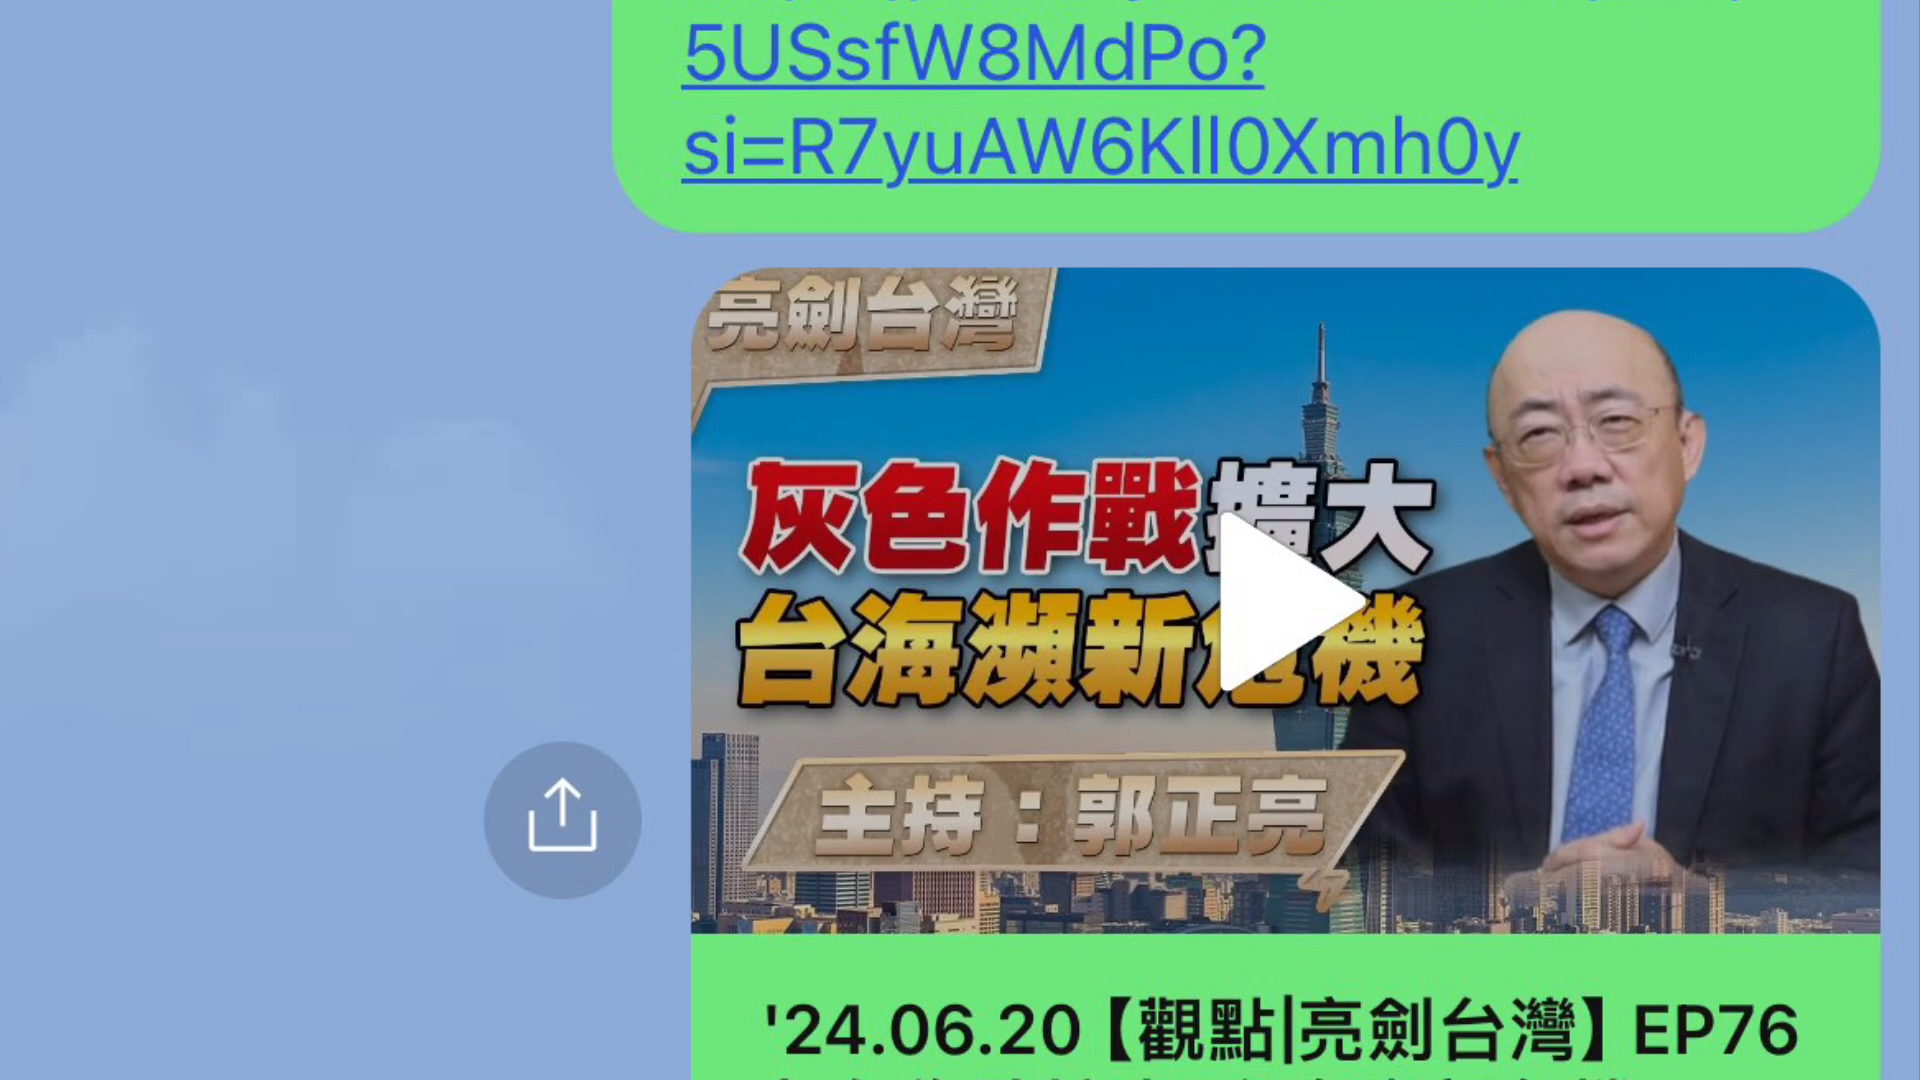 5USsfW8MdPo?
si=R7yuAW6Kll0Xmh0y
亮劍台灣
灰色作戰擴大
台海瀕新危機
主持：郭正亮
'24.06.20【觀點|亮劍台灣】EP76